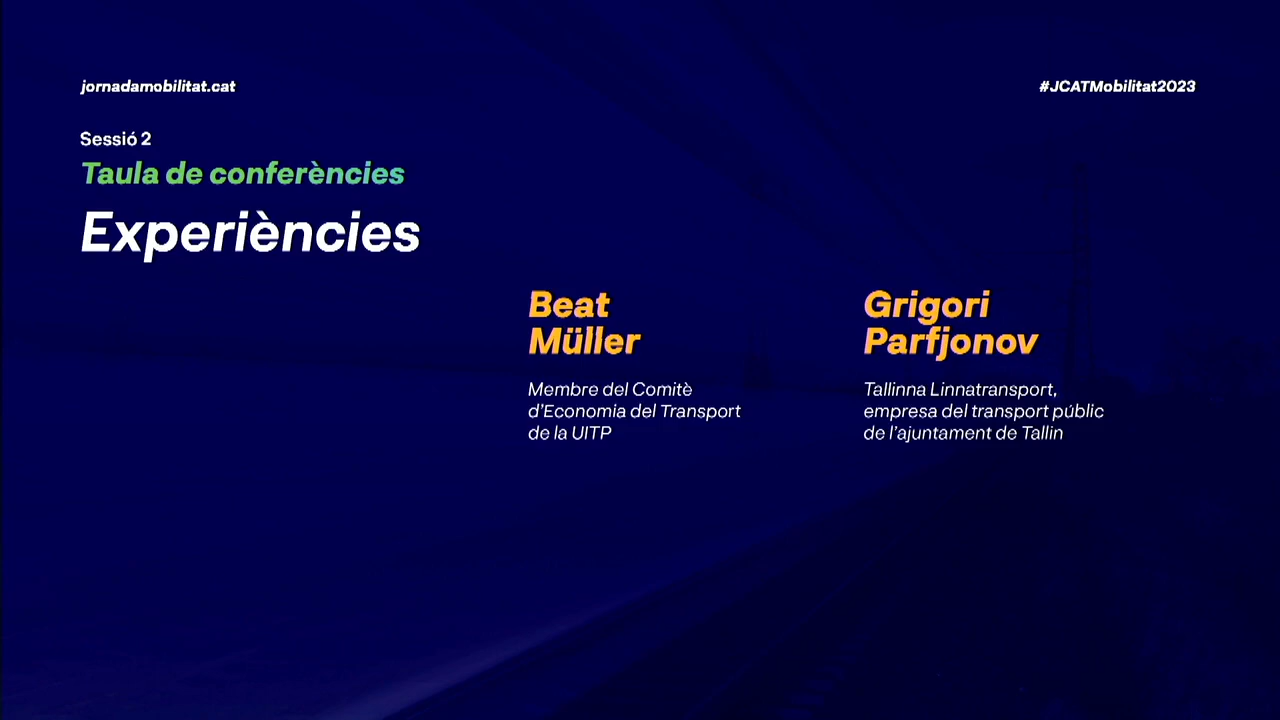 jornadamobilitat.cat
#JCATMobilitat2023
Sessió 2
Taula de conferències
Experiències
Beat
Müller
Membre del Comitè
d'Economia del Transport
de la UITP
Grigori
Parfjonov
Tallinna Linnatransport,
empresa del transport públic
de l'ajuntament de Tallin